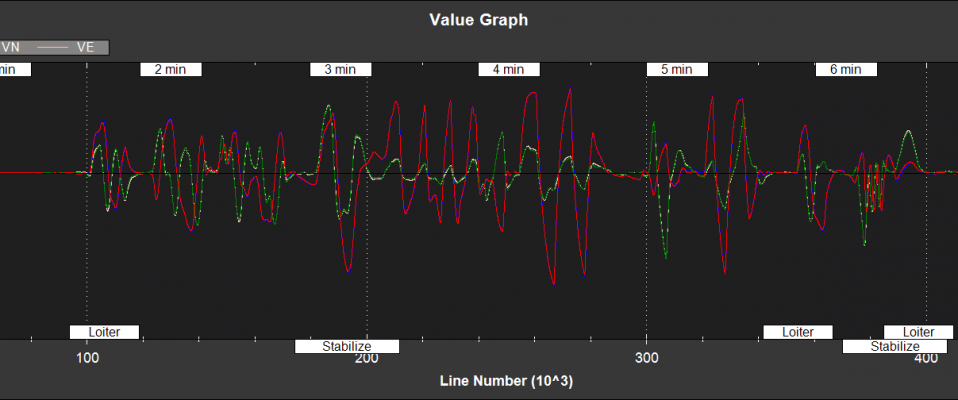 Value Graph
VN VE
min 2 min 3 min 4 min 5 min 6 min
Loiter Loiter Loiter
Stabilize Stabilize
100 200 300 400
Line Number (10^3)